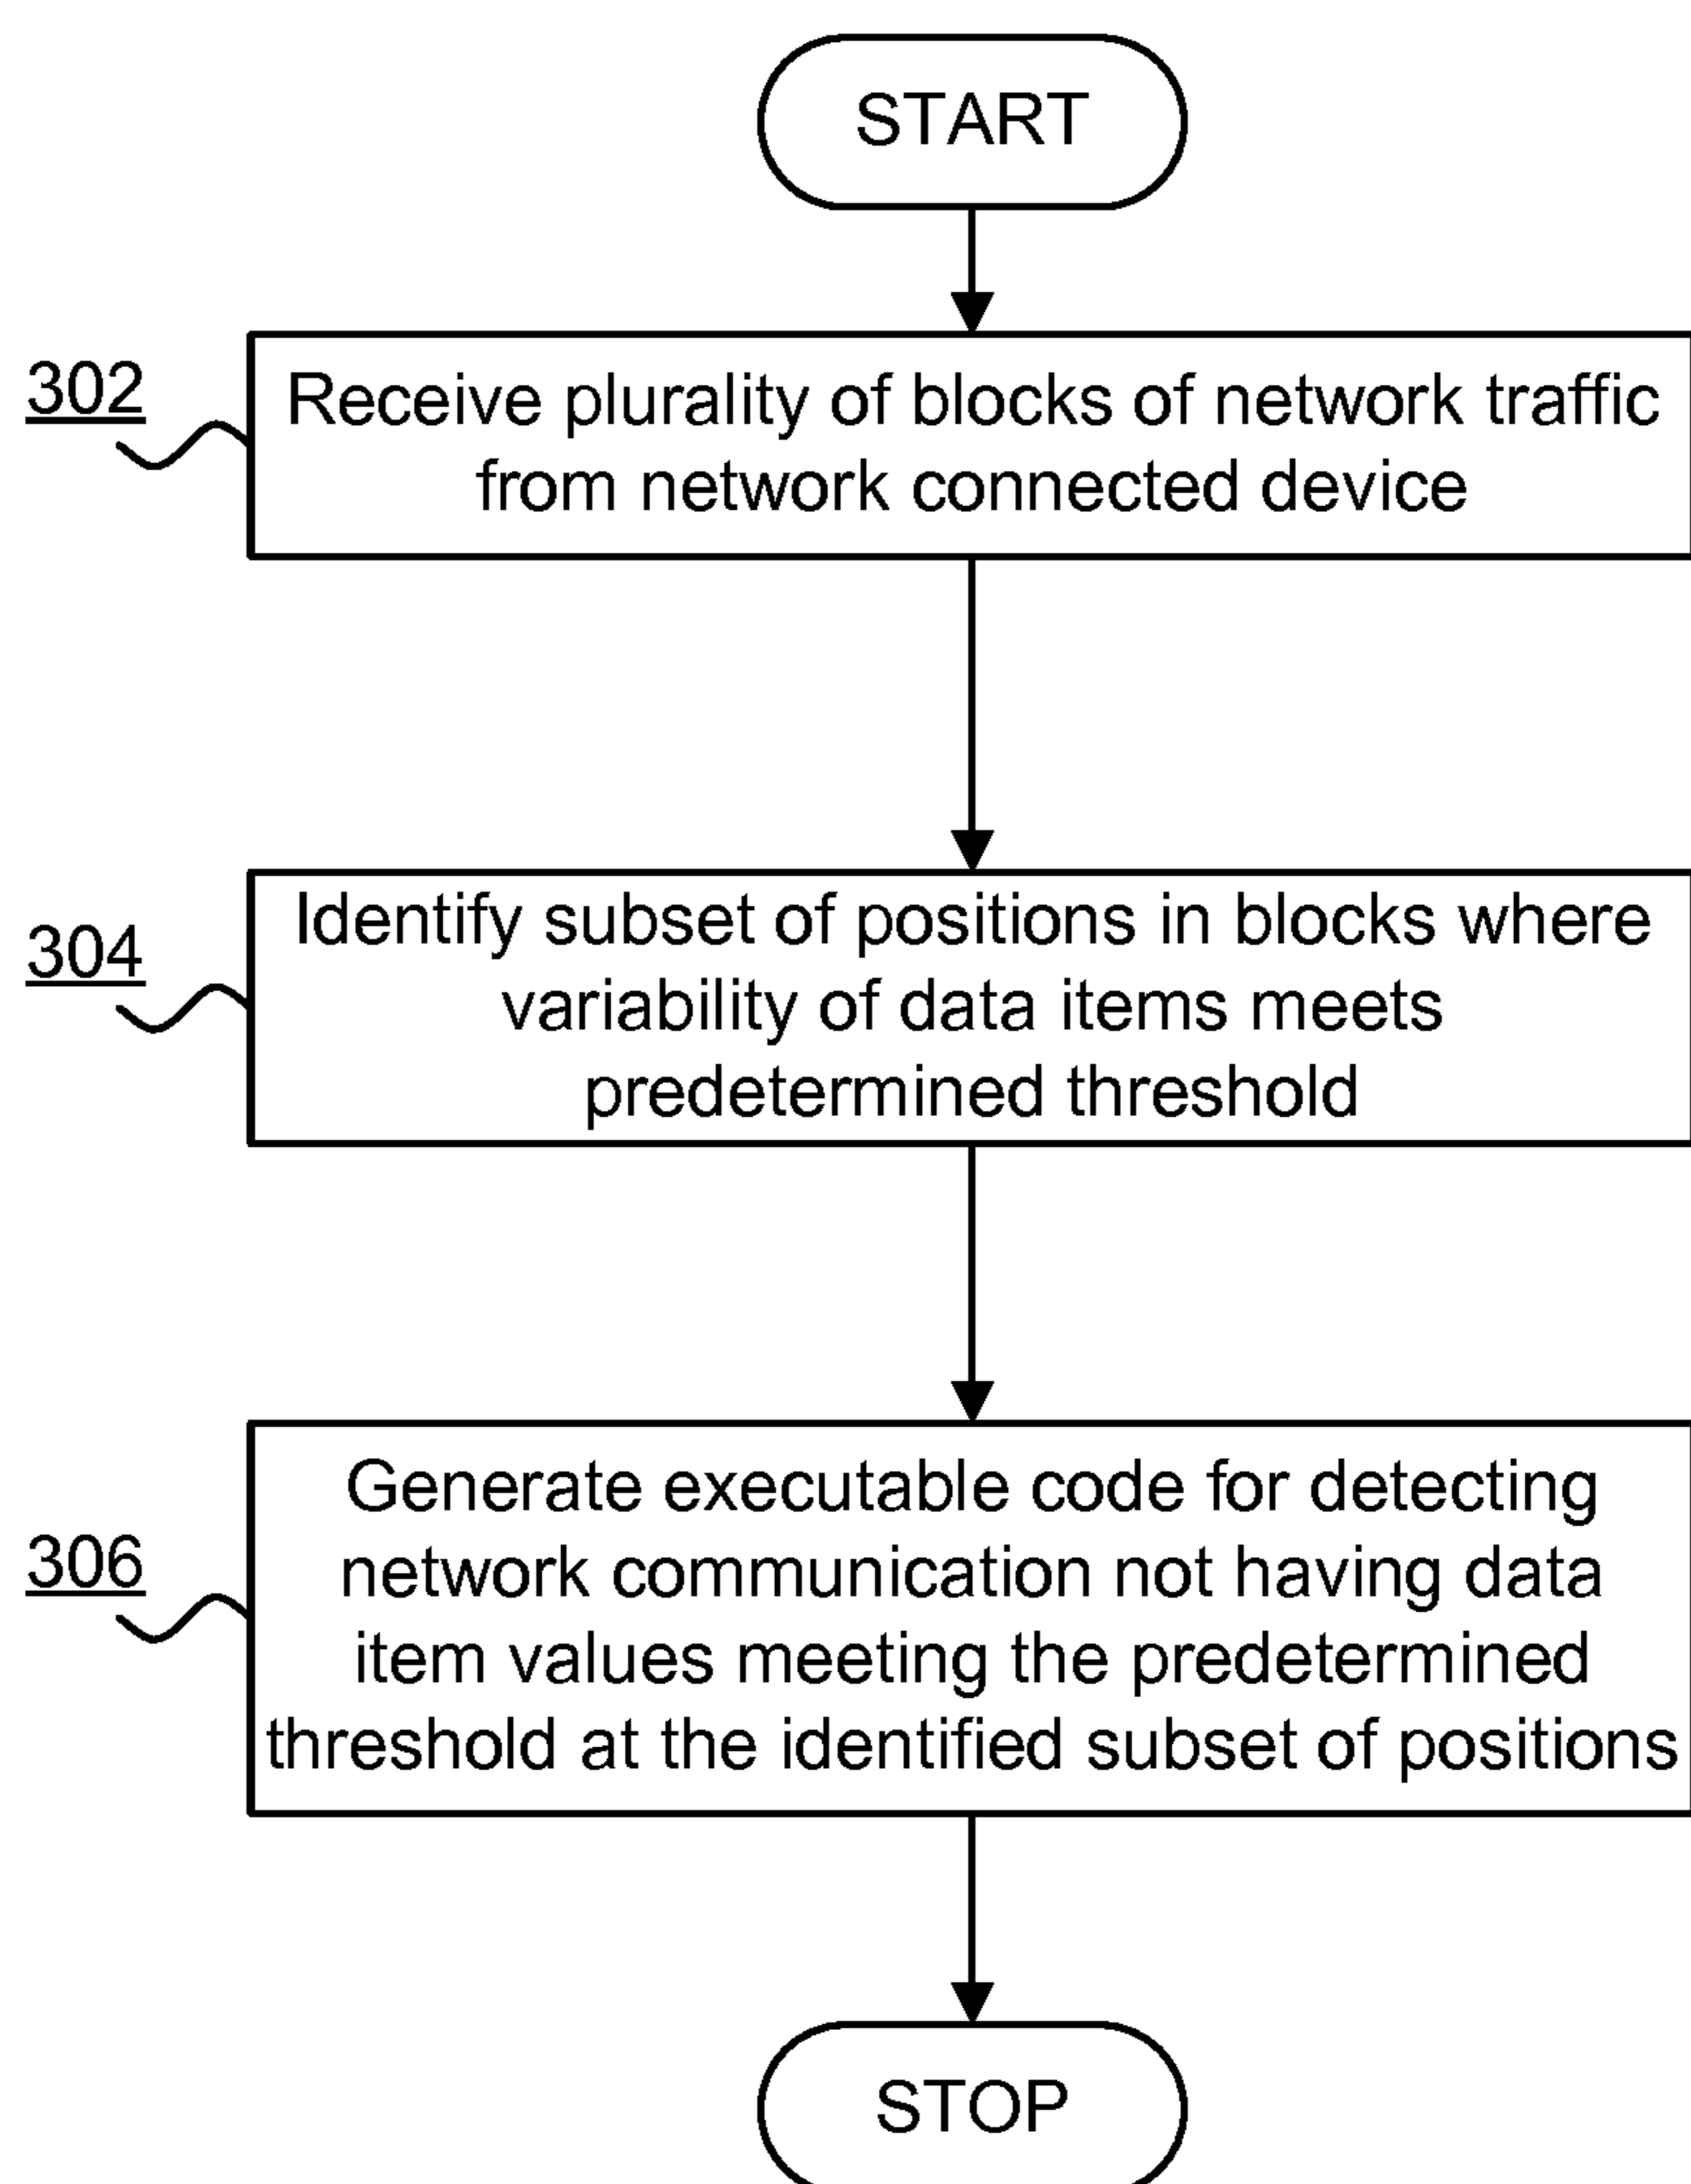 START
302
Receive plurality of blocks of network traffic
from network connected device
304
Identify subset of positions in blocks where
variability of data items meets
predetermined threshold
306
Generate executable code for detecting
network communication not having data
item values meeting the predetermined
threshold at the identified subset of positions
STOP